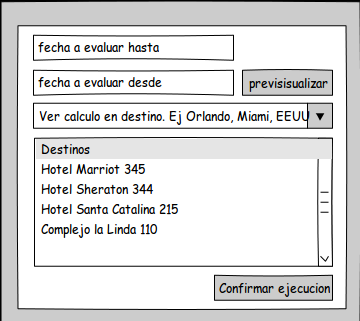 fecha a evaluar hasta
fecha a evaluar desde
previsisualizar
Ver calculo en destino. Ej Orlando, Miami, EEUU
Destinos
Hotel Marriot 345
Hotel Sheraton 344
Hotel Santa Catalina 215
Complejo la Linda 110
Confirmar ejecucion